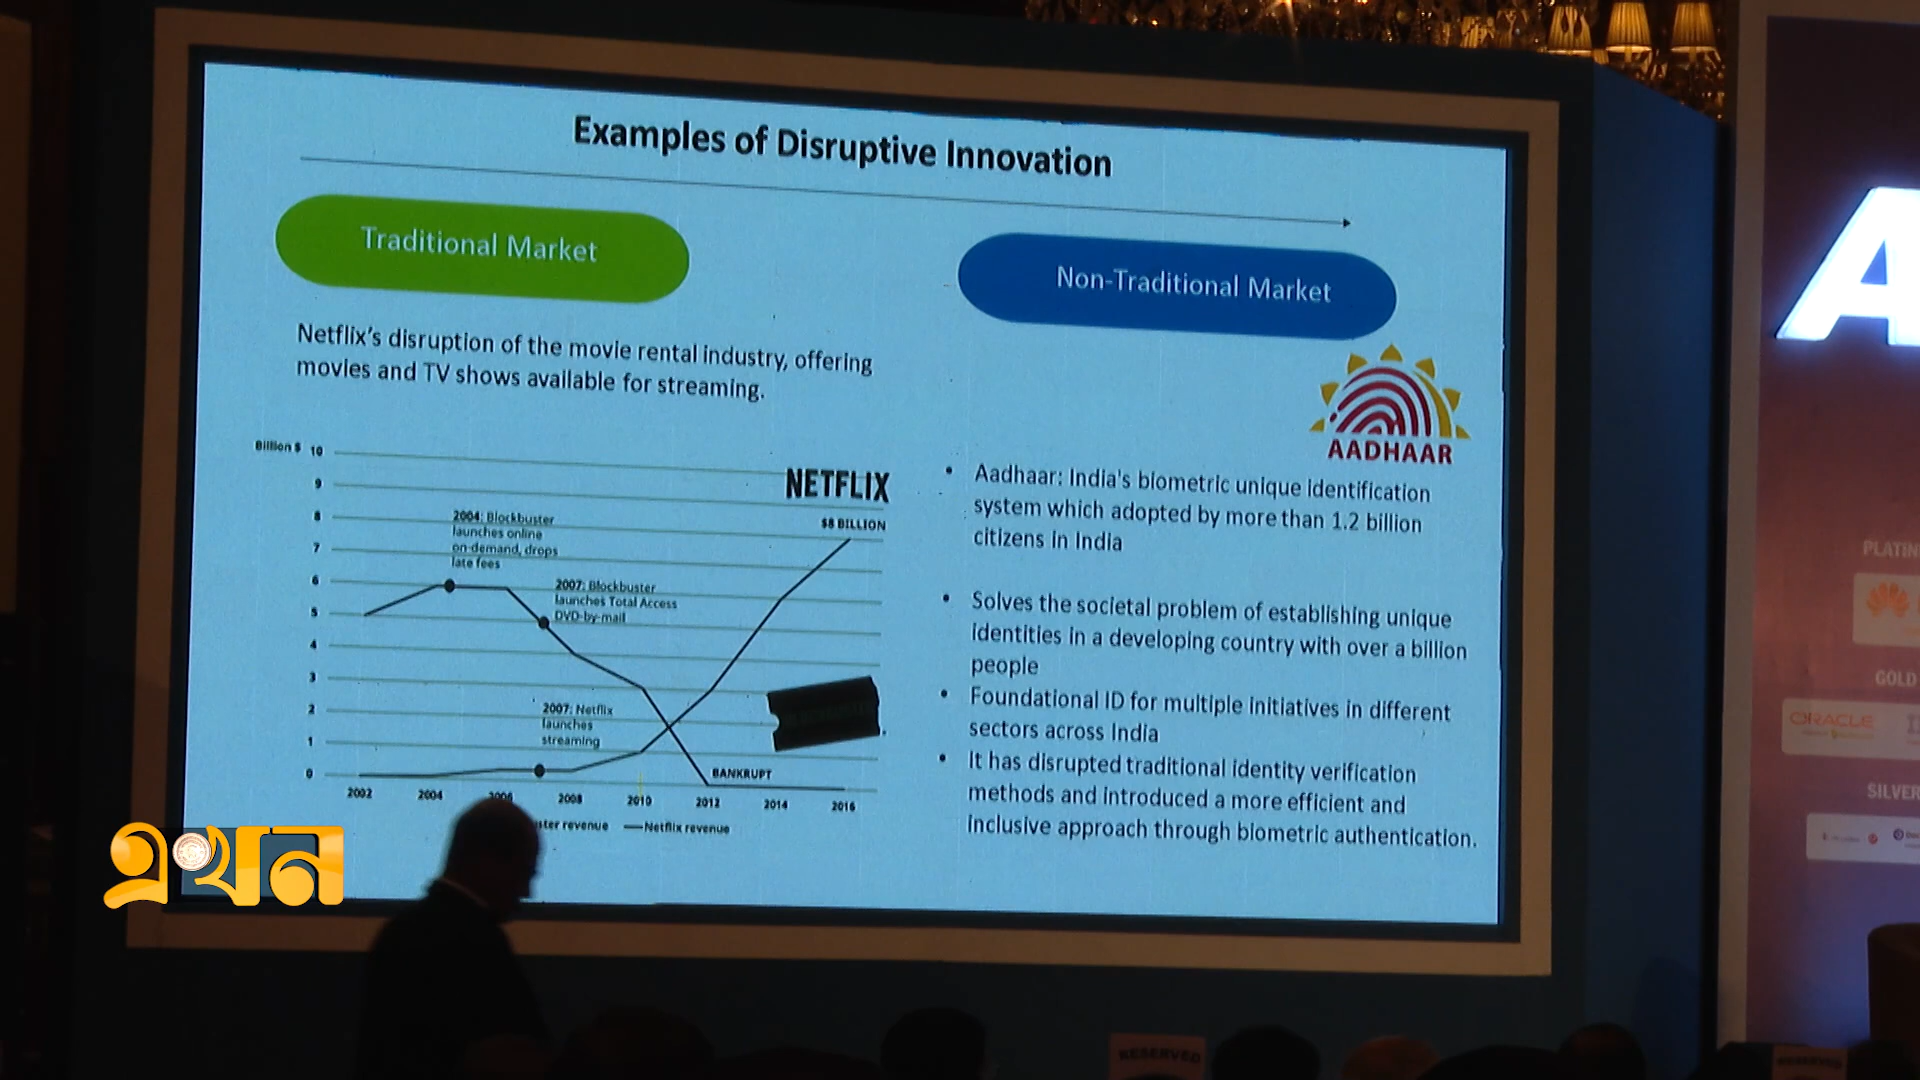 Examples of Disruptive Innovation
Traditional Market
Non-Traditional Market
Netflix's disruption of the movie rental industry, offering
movies and TV shows available for streaming.
AADHAAR
Billion $
10
9
8
7
6
5
4
3
2
1
0
NETFLIX
$8 BILLION
2004: Blockbuster
launches online
on-demand, drops
late fees
2007: Blockbuster
launches Total Access
DVD-by-mail
2007: Netflix
launches
streaming
BANKRUPT
2002 2004 2006 2008 2010 2012 2014 2016
revenue — Netflix revenue
• Aadhaar: India's biometric unique identification
system which adopted by more than 1.2 billion
citizens in India
• Solves the societal problem of establishing unique
identities in a developing country with over a billion
people
• Foundational ID for multiple initiatives in different
sectors across India
• It has disrupted traditional identity verification
methods and introduced a more efficient and
inclusive approach through biometric authentication.
এখন
A
GOLD
ORACLE
SILVER
RESERVED
RESERVED